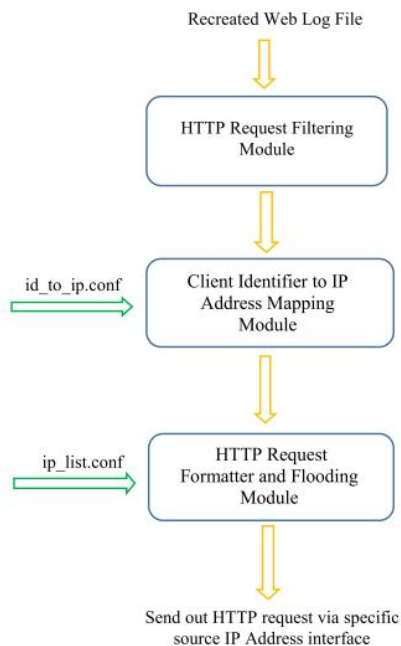 Recreated Web Log File
HTTP Request Filtering
Module
id_to_ip.conf
Client Identifier to IP
Address Mapping
Module
ip_list.conf
HTTP Request
Formatter and Flooding
Module
Send out HTTP request via specific
source IP Address interface